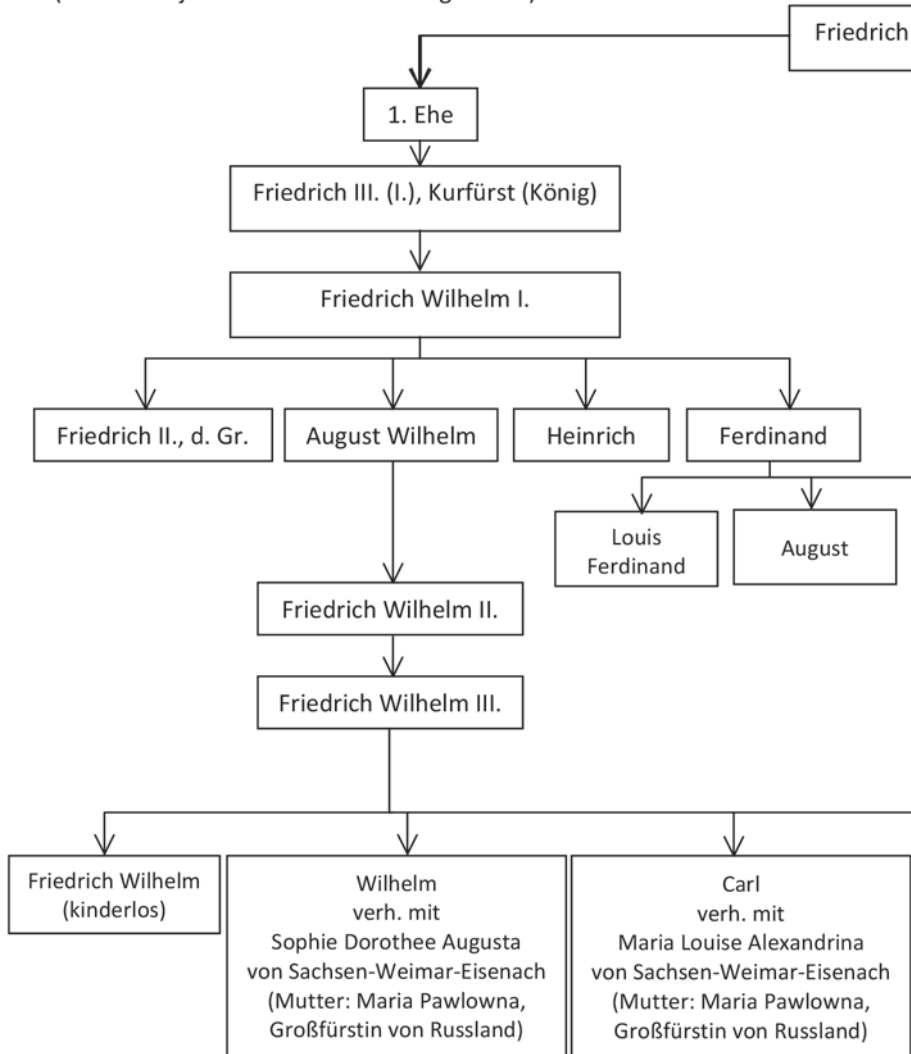 Friedrich
1. Ehe
Friedrich III. (I.), Kurfürst (König)
Friedrich Wilhelm I.
Friedrich II., d. Gr.
August Wilhelm
Heinrich
Ferdinand
Louis
Ferdinand
August
Friedrich Wilhelm II.
Friedrich Wilhelm III.
Friedrich Wilhelm
(kinderlos)
Wilhelm
verh. mit
Sophie Dorothee Augusta
von Sachsen-Weimar-Eisenach
(Mutter: Maria Pawlowna,
Großfürstin von Russland)
Carl
verh. mit
Maria Louise Alexandrina
von Sachsen-Weimar-Eisenach
(Mutter: Maria Pawlowna,
Großfürstin von Russland)